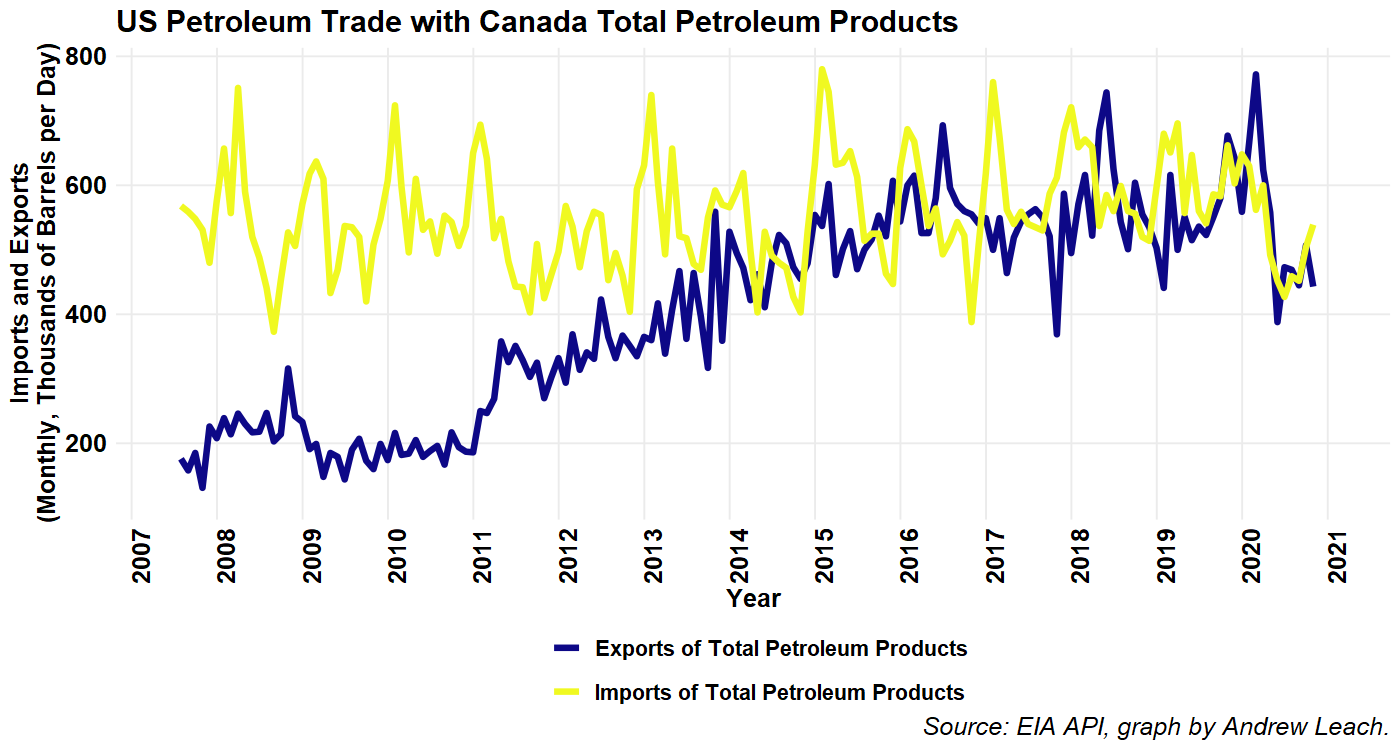 US Petroleum Trade with Canada Total Petroleum Products
Imports and Exports
(Monthly, Thousands of Barrels per Day)
800
600
400
200
2007
2008
2009
2010
2011
2012
2013
2014
2015
2016
2017
2018
2019
2020
2021
Year
Exports of Total Petroleum Products
Imports of Total Petroleum Products
Source: EIA API, graph by Andrew Leach.